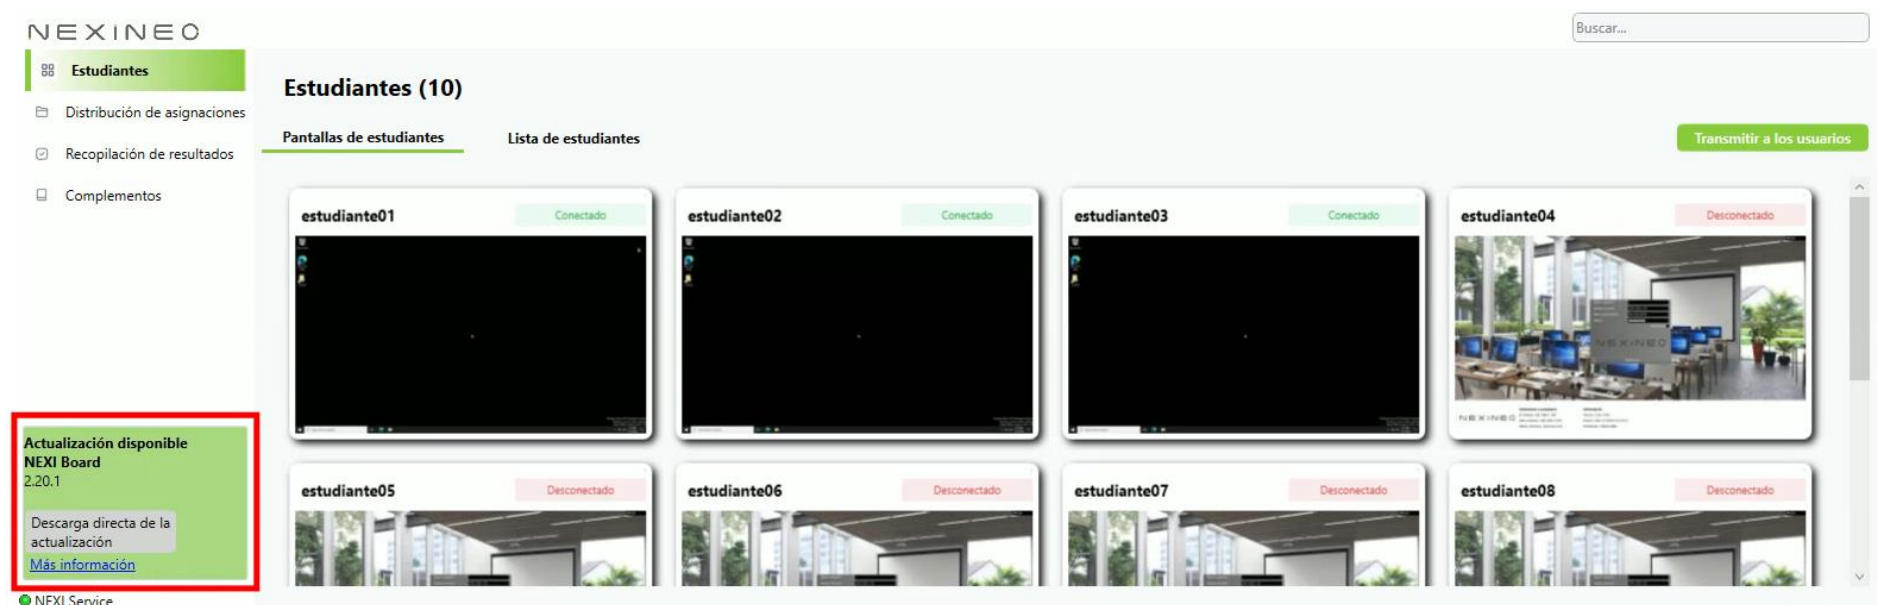 NEXINEO
Buscar...
Estudiantes
Distribución de asignaciones
Recopilación de resultados
Complementos
Estudiantes (10)
Pantallas de estudiantes
Lista de estudiantes
Transmitir a los usuarios
estudiante01
Conectado
estudiante02
Conectado
estudiante03
Conectado
estudiante04
Desconectado
NEXINEO
NEXINEO
estudiante05
Desconectado
estudiante06
Desconectado
estudiante07
Desconectado
estudiante08
Desconectado
Actualización disponible
NEXI Board
2.20.1
Descarga directa de la
actualización
Más información
NEXI Service